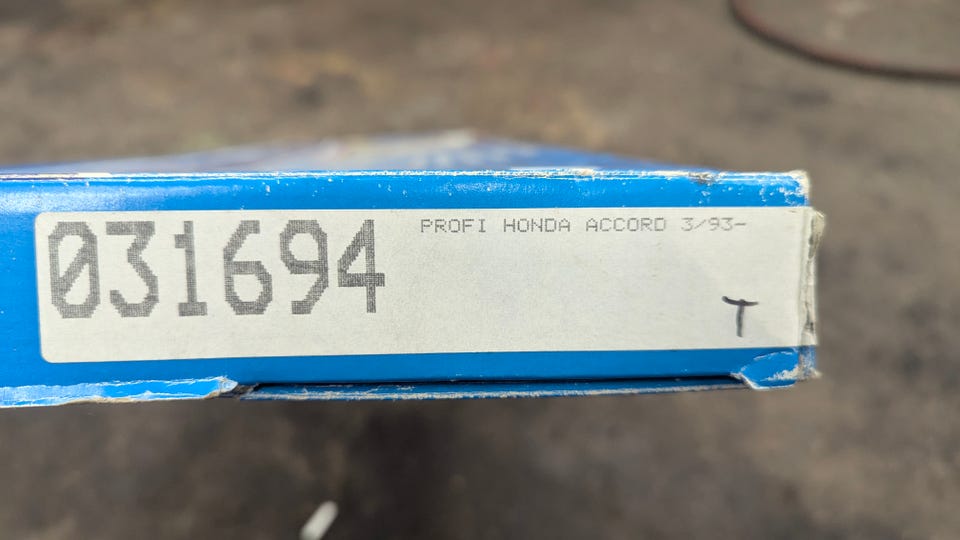 031694
PROFI HONDA ACCORD 3/93-
T